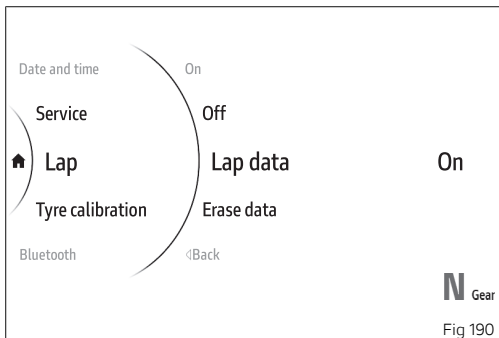 Date and time
On
Service
Off
Lap
Lap data
On
Tyre calibration
Erase data
Bluetooth
◁Back
N Gear
Fig 190